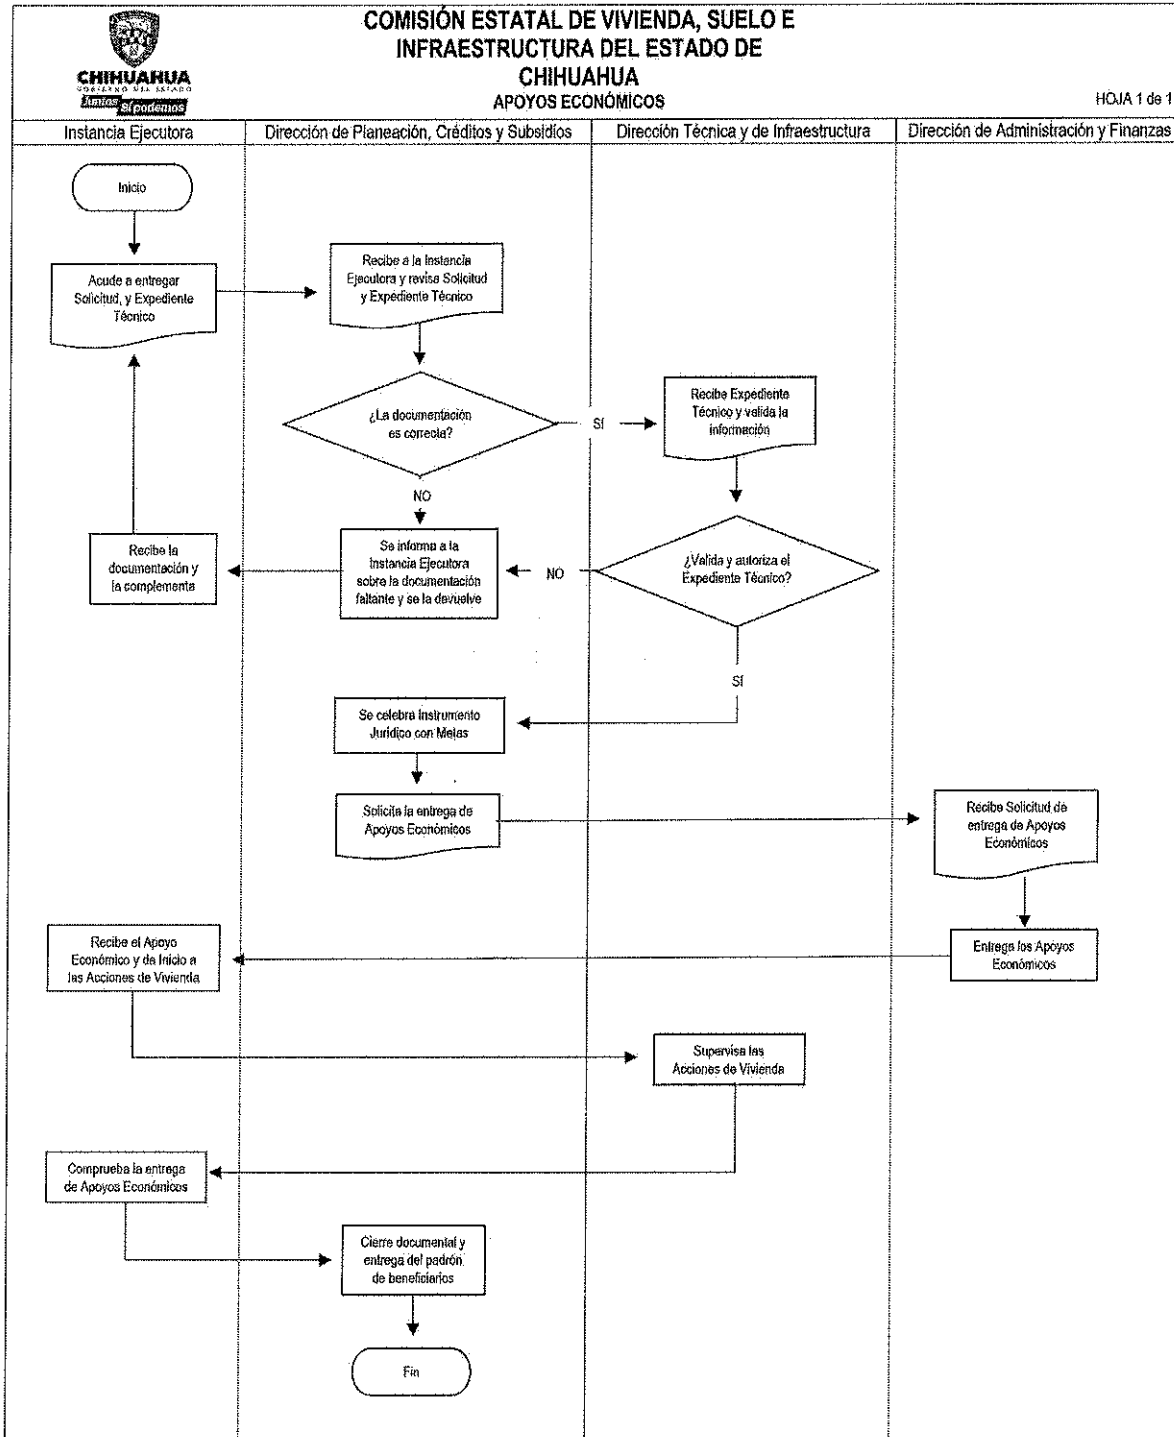 COMISIÓN ESTATAL DE VIVIENDA, SUELO E
INFRAESTRUCTURA DEL ESTADO DE
CHIHUAHUA
APOYOS ECONÓMICOS
CHIHUAHUA
GOBIERNO DEL ESTADO
Juntos
Sí podemos
HOJA 1 de 1
Instancia Ejecutora
Dirección de Planeación, Créditos y Subsidios
Dirección Técnica y de Infraestructura
Dirección de Administración y Finanzas
Inicio
Acude a entregar
Solicitud, y Expediente
Técnico
Recibe a la Instancia
Ejecutora y revisa Solicitud
y Expediente Técnico
¿La documentación
es correcta?
SÍ
Recibe Expediente
Técnico y valida la
información
NO
Recibe la
documentación y
la complementa
Se informa a la
Instancia Ejecutora
sobre la documentación
faltante y se la devuelve
NO
¿Valida y autoriza el
Expediente Técnico?
SÍ
Se celebra Instrumento
Jurídico con Metas
Solicita la entrega de
Apoyos Económicos
Recibe Solicitud de
entrega de Apoyos
Económicos
Recibe el Apoyo
Económico y da Inicio a
las Acciones de Vivienda
Entrega los Apoyos
Económicos
Supervisa las
Acciones de Vivienda
Comprueba la entrega
de Apoyos Económicos
Cierre documental y
entrega del padrón
de beneficiarios
Fin